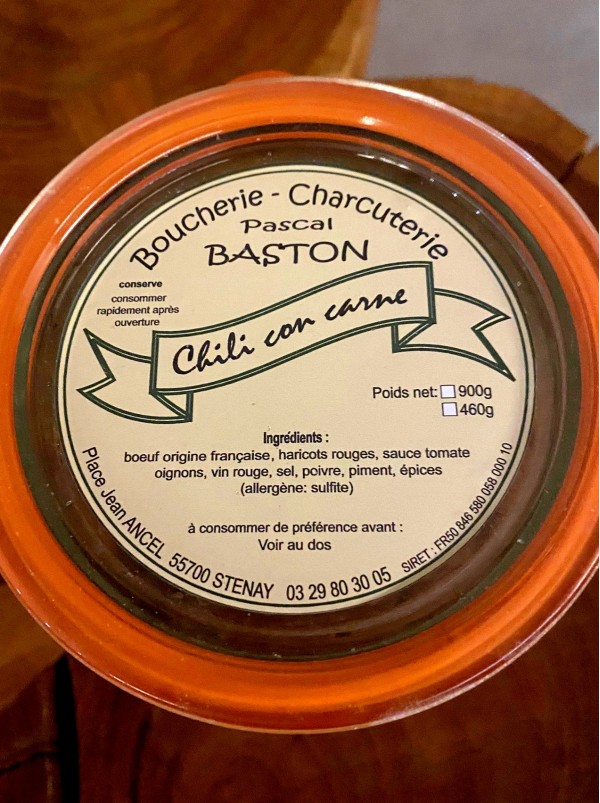 Boucherie - Charcuterie
Pascal
BASTON
conserve
consommer
rapidement après
ouverture
Chili con carne
Poids net: 900g
460g
Ingrédients :
boeuf origine française, haricots rouges, sauce tomate
oignons, vin rouge, sel, poivre, piment, épices
(allergène: sulfite)
à consommer de préférence avant :
Voir au dos
Place Jean ANCEL 55700 STENAY 03 29 80 30 05
SIRET : FR50 846 580 058 000 10